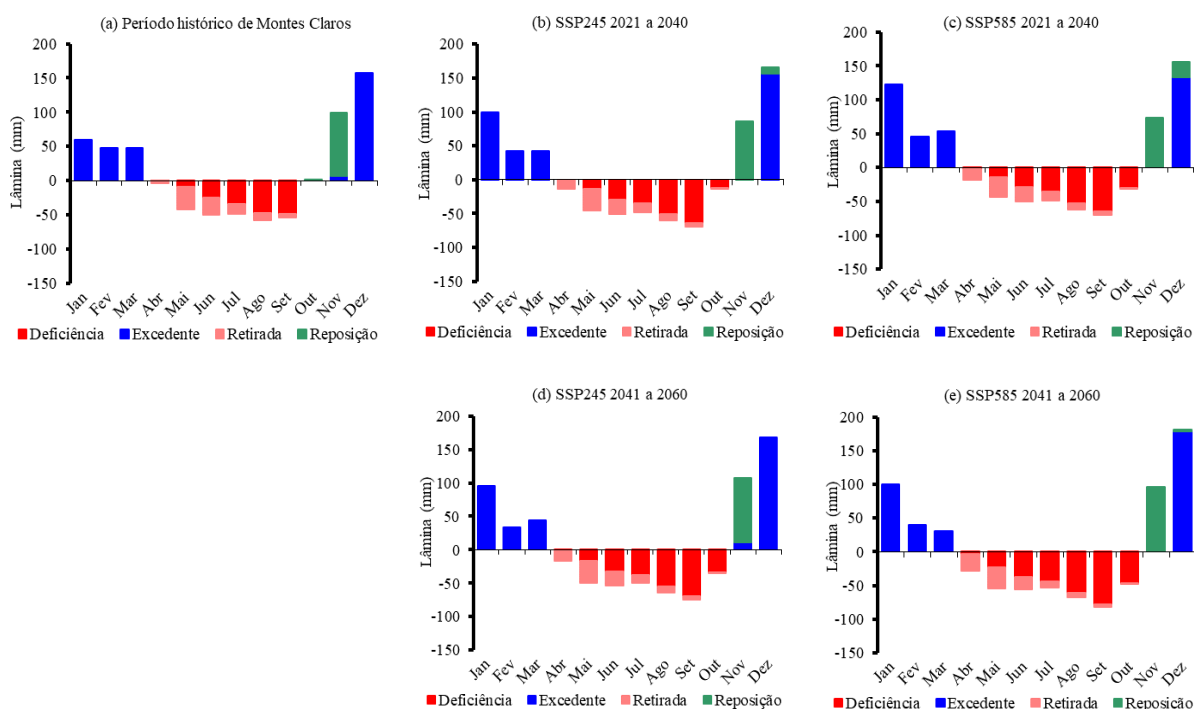 (a) Período histórico de Montes Claros
Lâmina (mm)
200
150
100
50
0
-50
-100
-150
Jan Fev Mar Abr Mai Jun Jul Ago Set Out Nov Dez
Deficiência Excedente Retirada Reposição
(b) SSP245 2021 a 2040
Lâmina (mm)
200
150
100
50
0
-50
-100
-150
Jan Fev Mar Abr Mai Jun Jul Ago Set Out Nov Dez
Deficiência Excedente Retirada Reposição
(c) SSP585 2021 a 2040
Lâmina (mm)
200
150
100
50
0
-50
-100
-150
Jan Fev Mar Abr Mai Jun Jul Ago Set Out Nov Dez
Deficiência Excedente Retirada Reposição
(d) SSP245 2041 a 2060
Lâmina (mm)
200
150
100
50
0
-50
-100
-150
Jan Fev Mar Abr Mai Jun Jul Ago Set Out Nov Dez
Deficiência Excedente Retirada Reposição
(e) SSP585 2041 a 2060
Lâmina (mm)
200
150
100
50
0
-50
-100
-150
Jan Fev Mar Abr Mai Jun Jul Ago Set Out Nov Dez
Deficiência Excedente Retirada Reposição